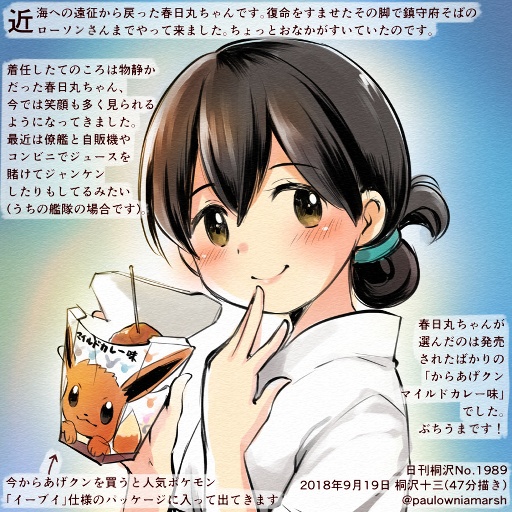 近海への遠征から戻った春日丸ちゃんです。復命をすませたその脚で鎮守府そばの
ローソンさんまでやって来ました。ちょっとおなかがすいていたのです。
着任したてのころは物静か
だった春日丸ちゃん、
今では笑顔も多く見られる
ようになってきました。
最近は僚艦と自販機や
コンビニでジュースを
賭けてジャンケン
したりもしてるみたい
（うちの艦隊の場合です）。
マイルドカレー味
春日丸ちゃんが
選んだのは発売
されたばかりの
「からあげクン
マイルドカレー味」
でした。
ぶちうまです！
今からあげクンを買うと人気ポケモン
「イーブイ」仕様のパッケージに入って出てきます
日刊桐沢No.1989
2018年9月19日 桐沢十三(47分描き)
@paulowniamarsh